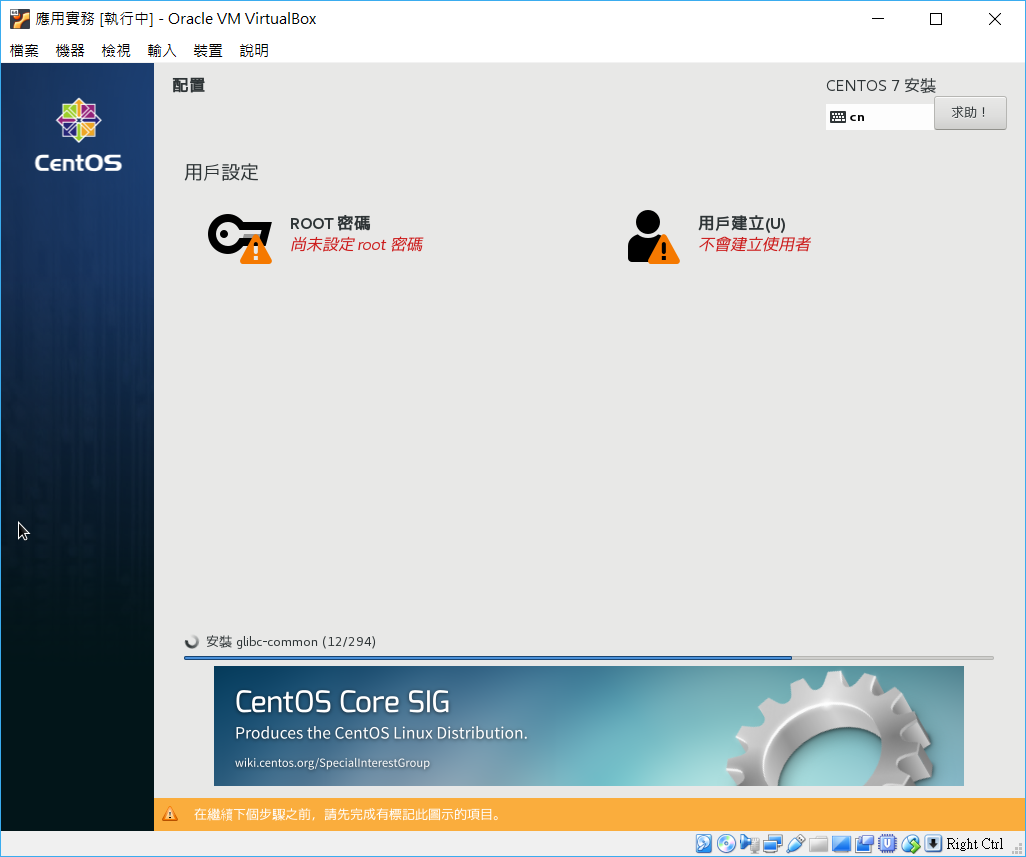 應用實務 [執行中] - Oracle VM VirtualBox
檔案 機器 檢視 輸入 裝置 說明
CentOS
配置
CENTOS 7 安裝
cn
求助！
用戶設定
ROOT 密碼
尚未設定 root 密碼
用戶建立(U)
不會建立使用者
安裝 glibc-common (12/294)
CentOS Core SIG
Produces the CentOS Linux Distribution.
wiki.centos.org/SpecialInterestGroup
在繼續下個步驟之前，請先完成有標記此圖示的項目。
Right Ctrl